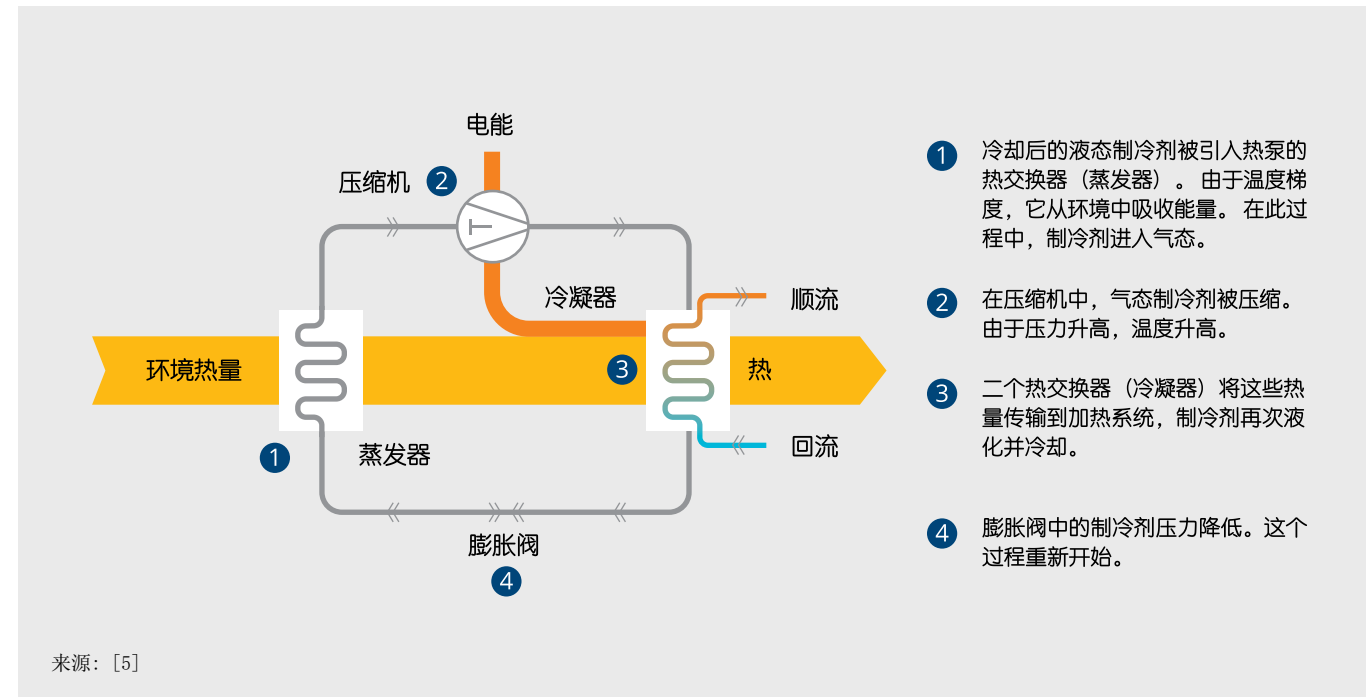 电能
压缩机 2
冷凝器
顺流
环境热量
3
热
1
蒸发器
回流
膨胀阀
4
1 冷却后的液态制冷剂被引入热泵的
热交换器（蒸发器）。由于温度梯
度，它从环境中吸收能量。在此过
程中，制冷剂进入气态。
2 在压缩机中，气态制冷剂被压缩。
由于压力升高，温度升高。
3 二个热交换器（冷凝器）将这些热
量传输到加热系统，制冷剂再次液
化并冷却。
4 膨胀阀中的制冷剂压力降低。这个
过程重新开始。
来源：[5]